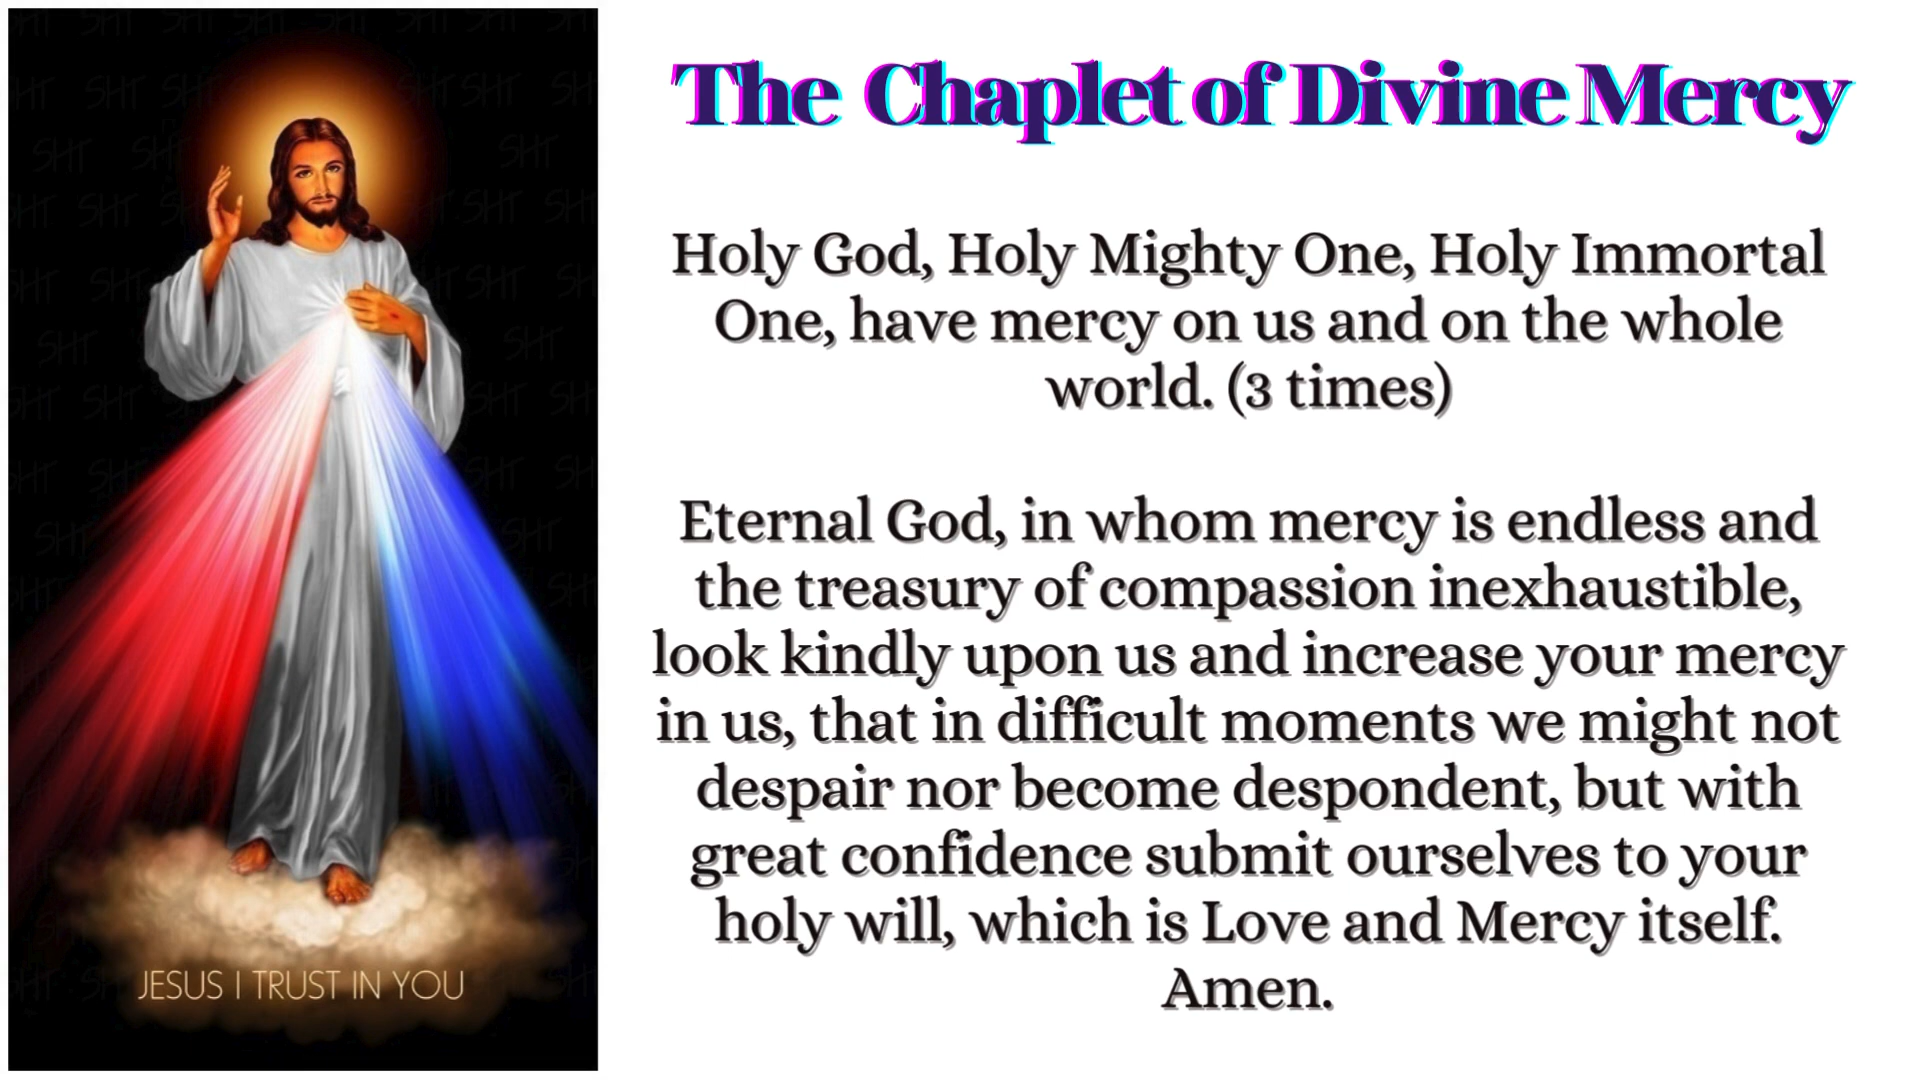 The Chaplet of Divine Mercy
Holy God, Holy Mighty One, Holy Immortal
One, have mercy on us and on the whole
world. (3 times)
Eternal God, in whom mercy is endless and
the treasury of compassion inexhaustible,
look kindly upon us and increase your mercy
in us, that in difficult moments we might not
despair nor become despondent, but with
great confidence submit ourselves to your
holy will, which is Love and Mercy itself.
Amen.
JESUS I TRUST IN YOU